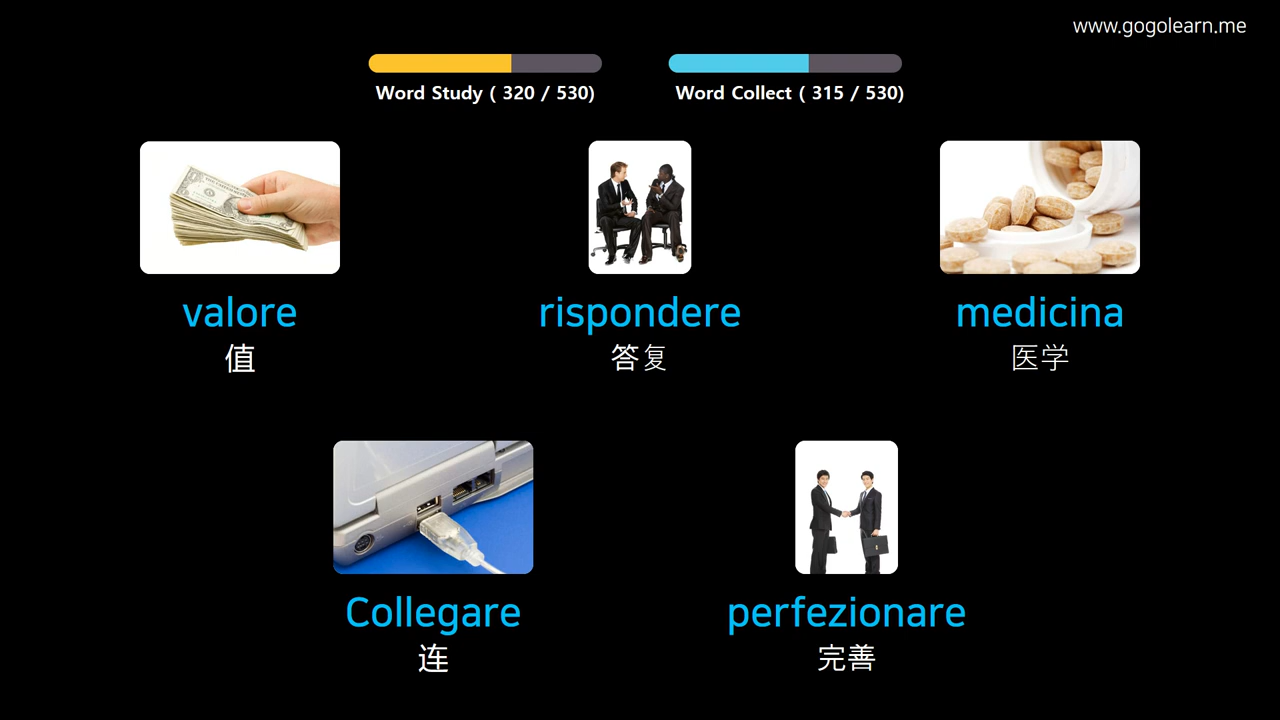 www.gogolearn.me
Word Study ( 320 / 530)
Word Collect ( 315 / 530)
valore
值
rispondere
答复
medicina
医学
Collegare
连
perfezionare
完善